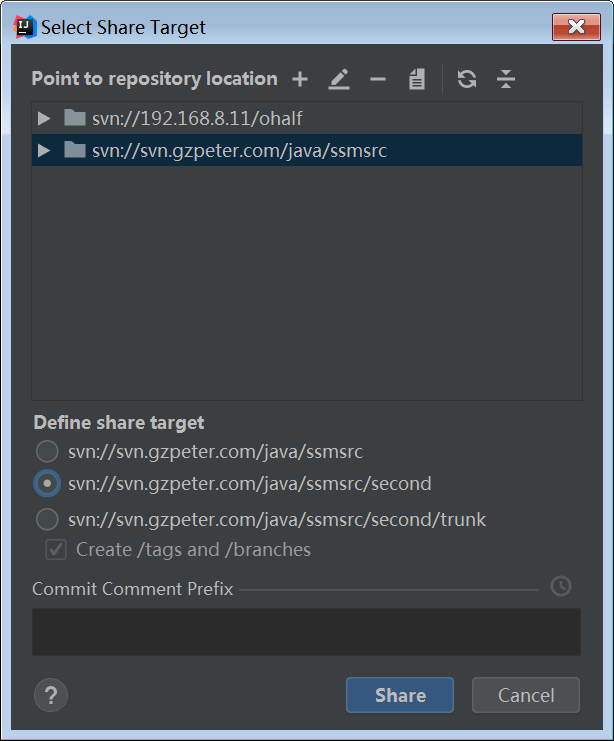 Select Share Target
Point to repository location
svn://192.168.8.11/ohalf
svn://svn.gzpeter.com/java/ssmsrc
Define share target
svn://svn.gzpeter.com/java/ssmsrc
svn://svn.gzpeter.com/java/ssmsrc/second
svn://svn.gzpeter.com/java/ssmsrc/second/trunk
Create /tags and /branches
Commit Comment Prefix
? Share Cancel